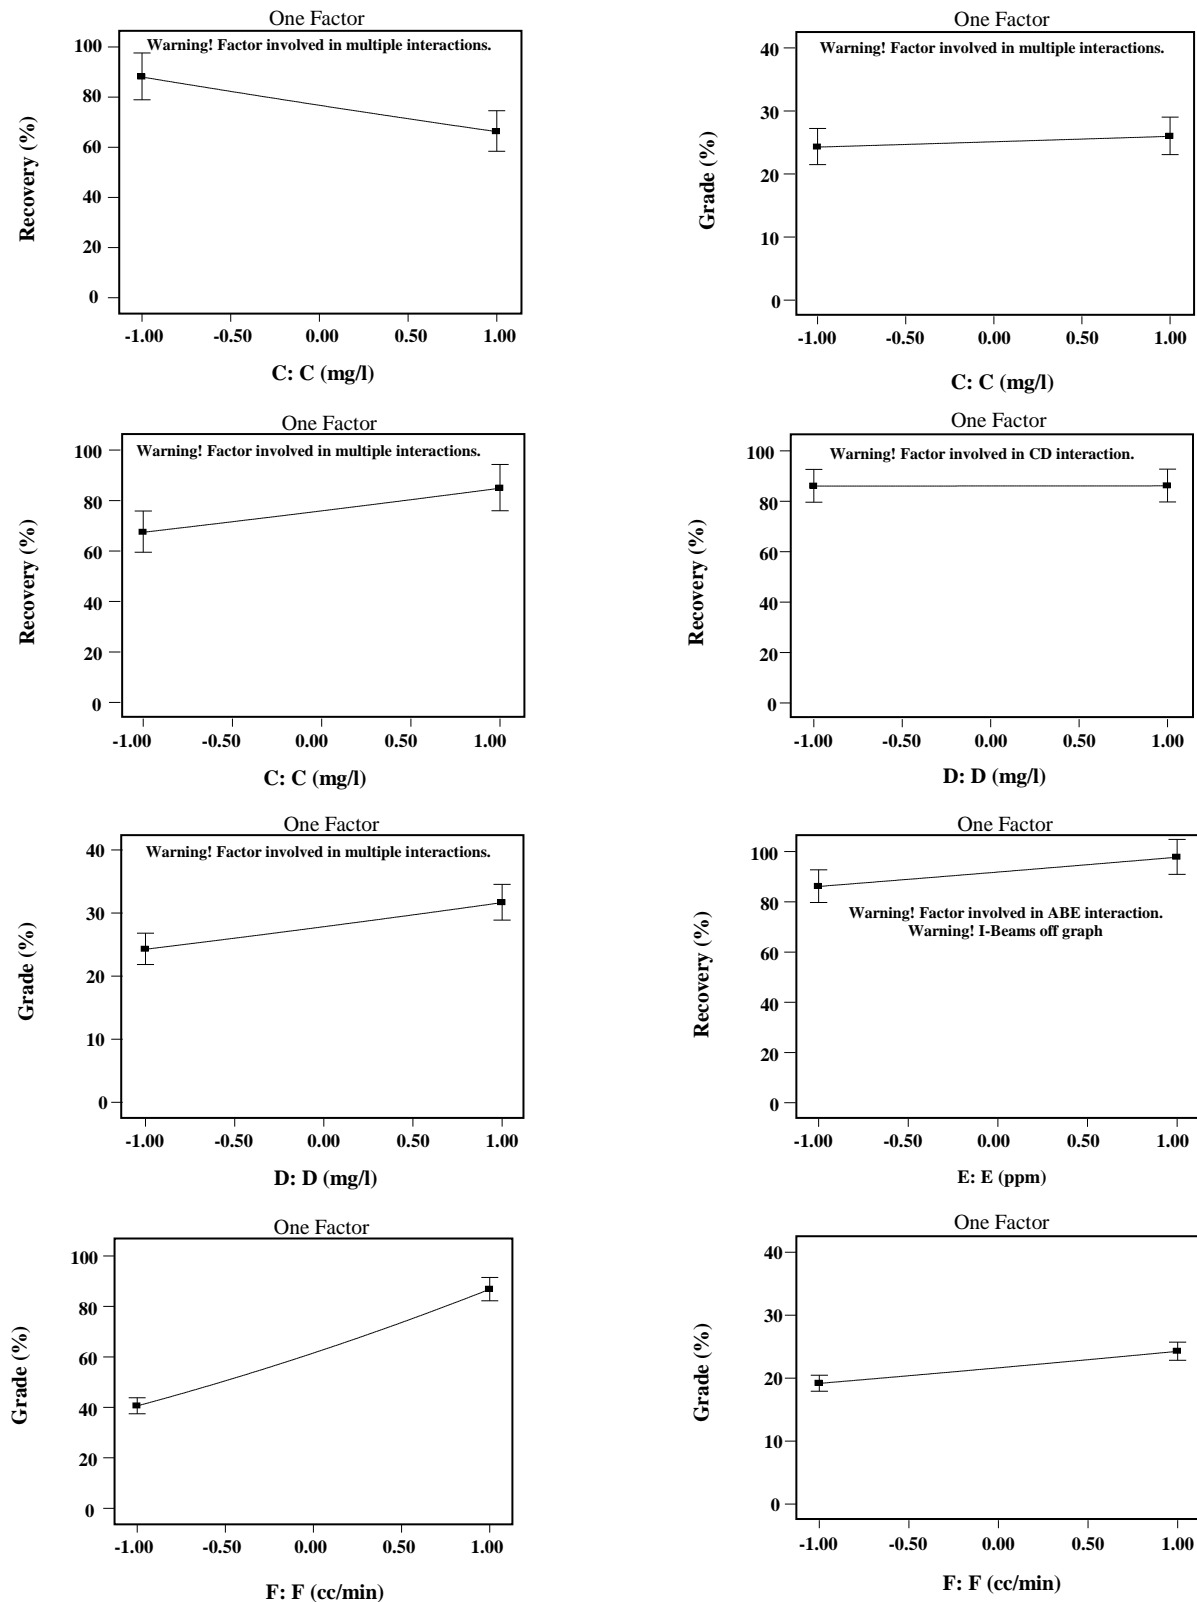 One Factor
Warning! Factor involved in multiple interactions.
100
80
60
40
20
0
Recovery (%)
-1.00 -0.50 0.00 0.50 1.00
C: C (mg/l)
One Factor
Warning! Factor involved in multiple interactions.
40
30
20
10
0
Grade (%)
-1.00 -0.50 0.00 0.50 1.00
C: C (mg/l)
One Factor
Warning! Factor involved in multiple interactions.
100
80
60
40
20
0
Recovery (%)
-1.00 -0.50 0.00 0.50 1.00
C: C (mg/l)
One Factor
Warning! Factor involved in CD interaction.
100
80
60
40
20
0
Recovery (%)
-1.00 -0.50 0.00 0.50 1.00
D: D (mg/l)
One Factor
Warning! Factor involved in multiple interactions.
40
30
20
10
0
Grade (%)
-1.00 -0.50 0.00 0.50 1.00
D: D (mg/l)
One Factor
100
80
Warning! Factor involved in ABE interaction.
Warning! I-Beams off graph
60
40
20
0
Recovery (%)
-1.00 -0.50 0.00 0.50 1.00
E: E (ppm)
One Factor
100
80
60
40
20
0
Grade (%)
-1.00 -0.50 0.00 0.50 1.00
F: F (cc/min)
One Factor
40
30
20
10
0
Grade (%)
-1.00 -0.50 0.00 0.50 1.00
F: F (cc/min)